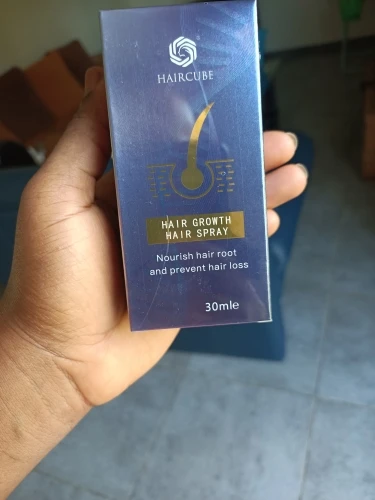 HAIRCUBE
HAIR GROWTH
HAIR SPRAY
Nourish hair root
and prevent hair loss
30mle